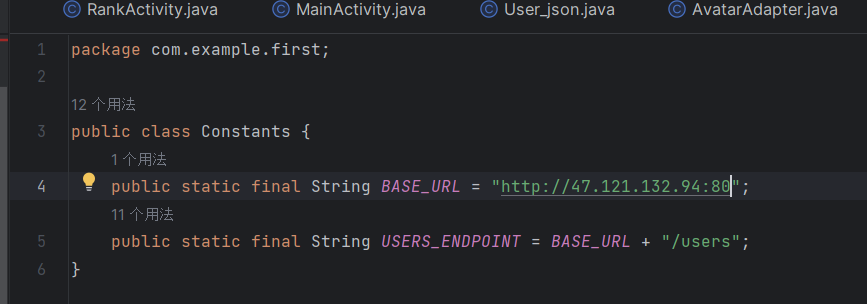 RankActivity.java MainActivity.java User_json.java AvatarAdapter.java
1 package com.example.first;
2
12 个用法
3 public class Constants {
1 个用法
4 public static final String BASE_URL = "http://47.121.132.94:80";
11 个用法
5 public static final String USERS_ENDPOINT = BASE_URL + "/users";
6 }